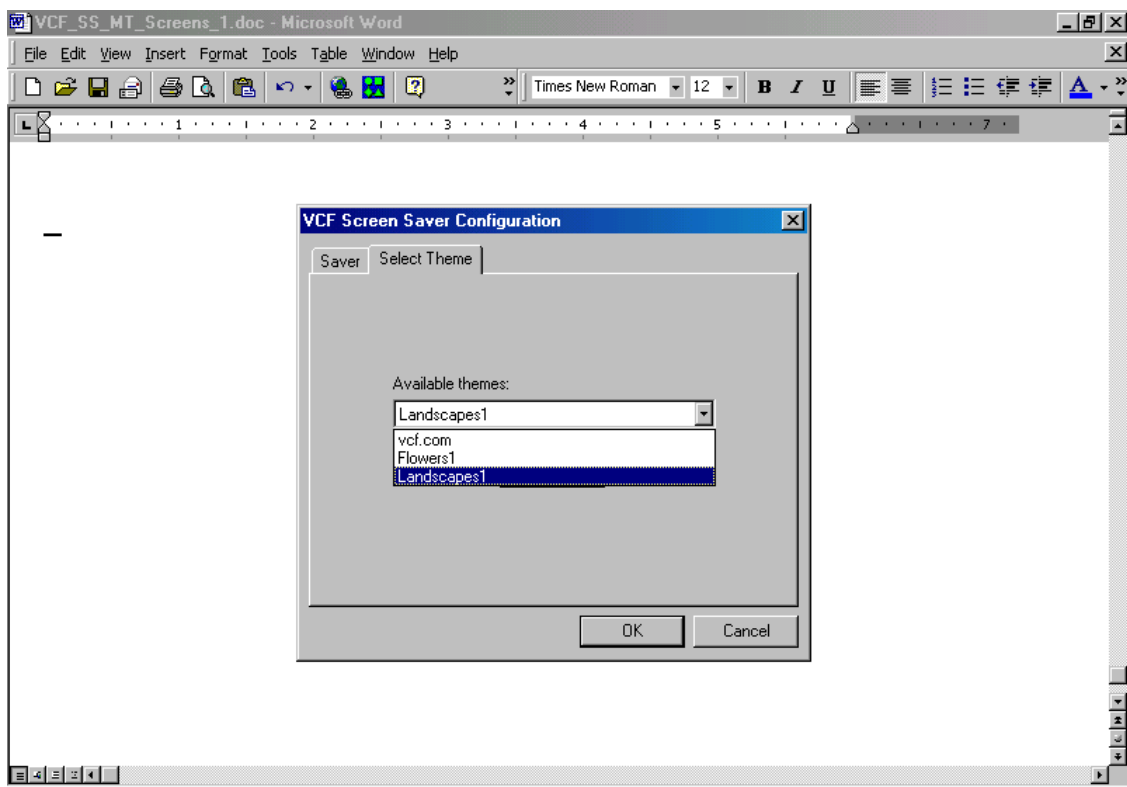 VCF_SS_MT_Screens_1.doc - Microsoft Word
File Edit View Insert Format Tools Table Window Help
Times New Roman 12 B I U A
1 2 3 4 5 7
VCF Screen Saver Configuration
Saver Select Theme
Available themes:
Landscapes1
vcf.com
Flowers1
Landscapes1
OK Cancel